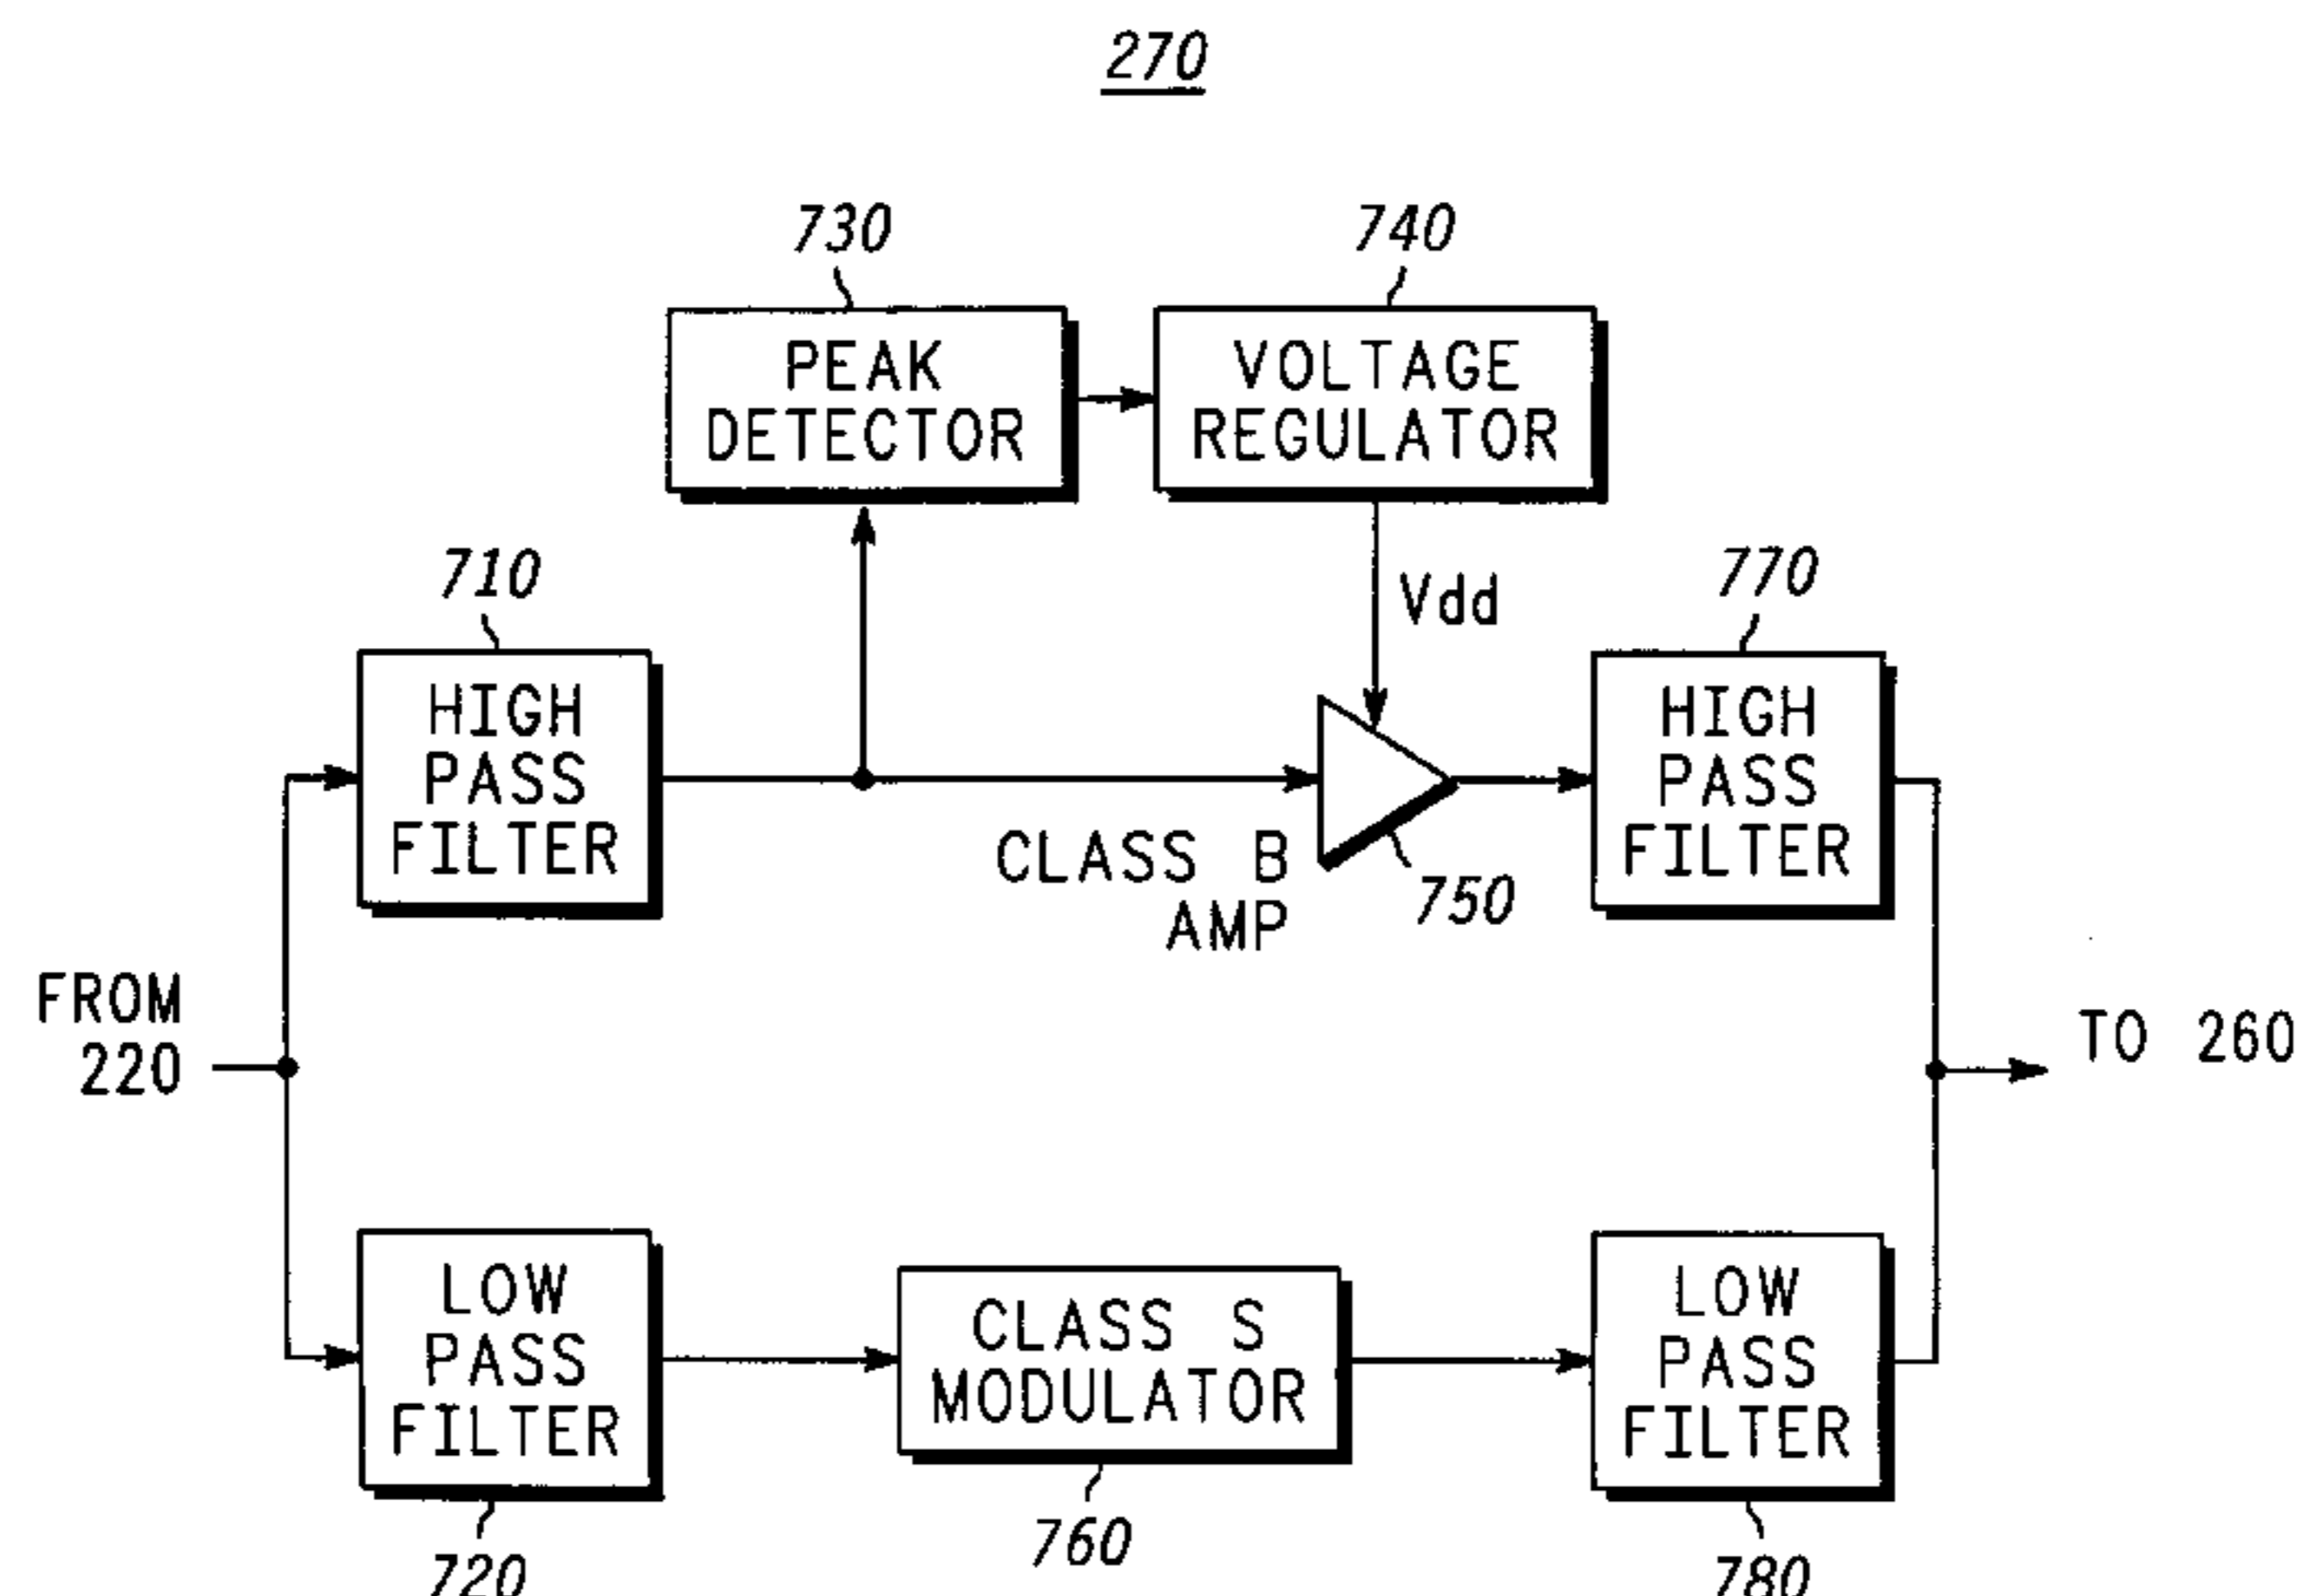 270
730
740
PEAK
DETECTOR
VOLTAGE
REGULATOR
710
Vdd
770
HIGH
PASS
FILTER
HIGH
PASS
FILTER
CLASS B
AMP
750
FROM
220
TO 260
LOW
PASS
FILTER
CLASS S
MODULATOR
LOW
PASS
FILTER
720
760
780